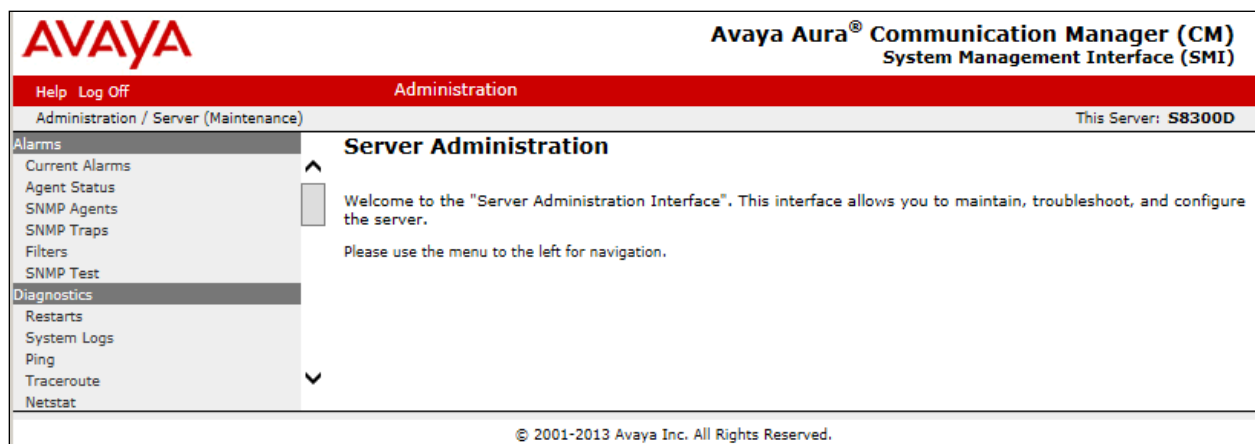 AVAYA
Avaya Aura® Communication Manager (CM)
System Management Interface (SMI)
Help Log Off
Administration
Administration / Server (Maintenance)
This Server: S8300D
Alarms
Current Alarms
Agent Status
SNMP Agents
SNMP Traps
Filters
SNMP Test
Diagnostics
Restarts
System Logs
Ping
Traceroute
Netstat
Server Administration
Welcome to the "Server Administration Interface". This interface allows you to maintain, troubleshoot, and configure
the server.
Please use the menu to the left for navigation.
© 2001-2013 Avaya Inc. All Rights Reserved.